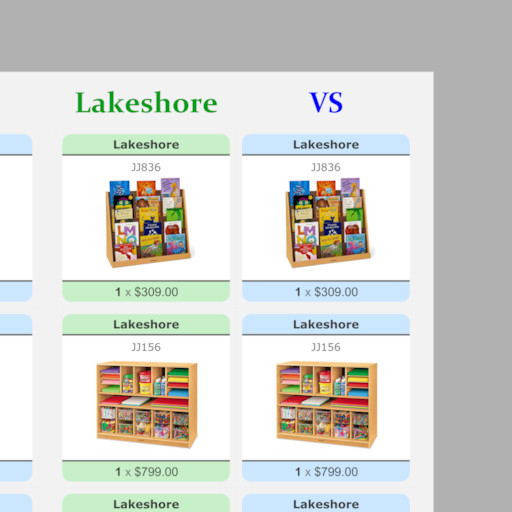 Lakeshore VS
Lakeshore Lakeshore
JJ836 JJ836
1 x $309.00 1 x $309.00
Lakeshore Lakeshore
JJ156 JJ156
1 x $799.00 1 x $799.00
Lakeshore Lakeshore